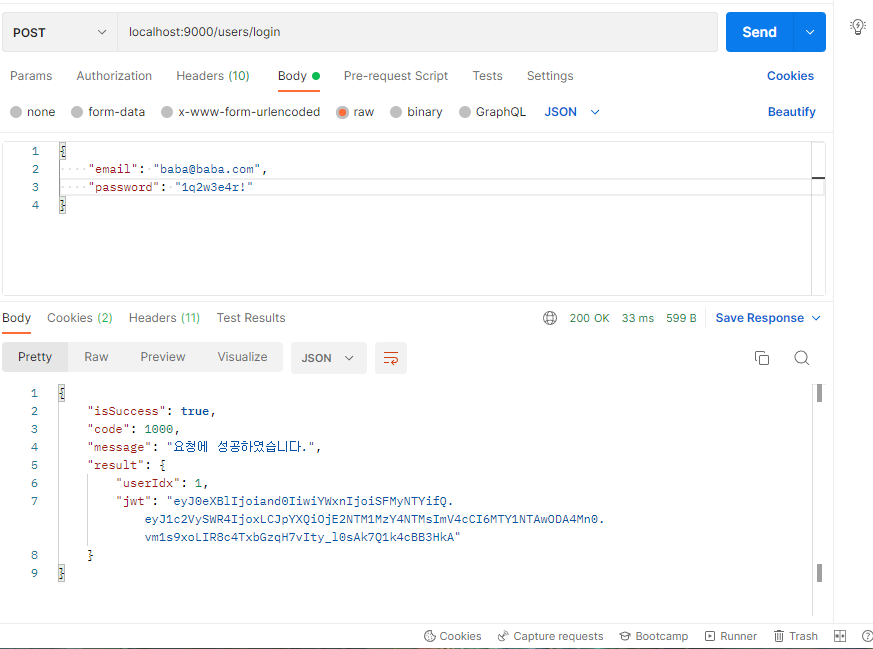 POST localhost:9000/users/login Send
Params Authorization Headers (10) Body Pre-request Script Tests Settings Cookies
none form-data x-www-form-urlencoded raw binary GraphQL JSON Beautify
1 {
2 "email": "baba@baba.com",
3 "password": "1q2w3e4r!"
4 }
Body Cookies (2) Headers (11) Test Results 200 OK 33 ms 599 B Save Response
Pretty Raw Preview Visualize JSON
1 {
2 "isSuccess": true,
3 "code": 1000,
4 "message": "요청에 성공하였습니다.",
5 "result": {
6 "userIdx": 1,
7 "jwt": "eyJ0eXBlIjoiand0IiwiYWxnIjoiSFMyNTYifQ.
eyJ1c2VySWR4IjoxLCJpYXQiOjE2NTM1MzY4NTMsImV4cCI6MTY1NTAwODA4Mn0.
vm1s9xoLIR8c4TxbGzqH7vIty_l0sAk7Q1k4cBB3HkA"
8 }
9 }
Cookies Capture requests Bootcamp Runner Trash